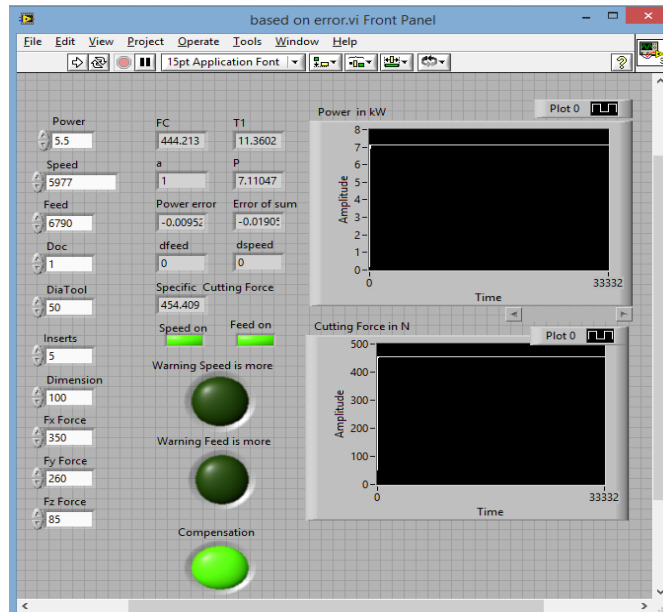 based on error.vi Front Panel
File Edit View Project Operate Tools Window Help
15pt Application Font
Power
5.5
Speed
5977
Feed
6790
Doc
1
DiaTool
50
Inserts
5
Dimension
100
Fx Force
350
Fy Force
260
Fz Force
85
FC T1
444.213 11.3602
a P
1 7.11047
Power error Error of sum
-0.00952 -0.01905
dfeed dspeed
0 0
Specific Cutting Force
454.409
Speed on Feed on
Warning Speed is more
Warning Feed is more
Compensation
Power in kW Plot 0
Amplitude
8
7
6
5
4
3
2
1
0
0 33332
Time
Cutting Force in N Plot 0
Amplitude
500
400
300
200
100
0
0 33332
Time